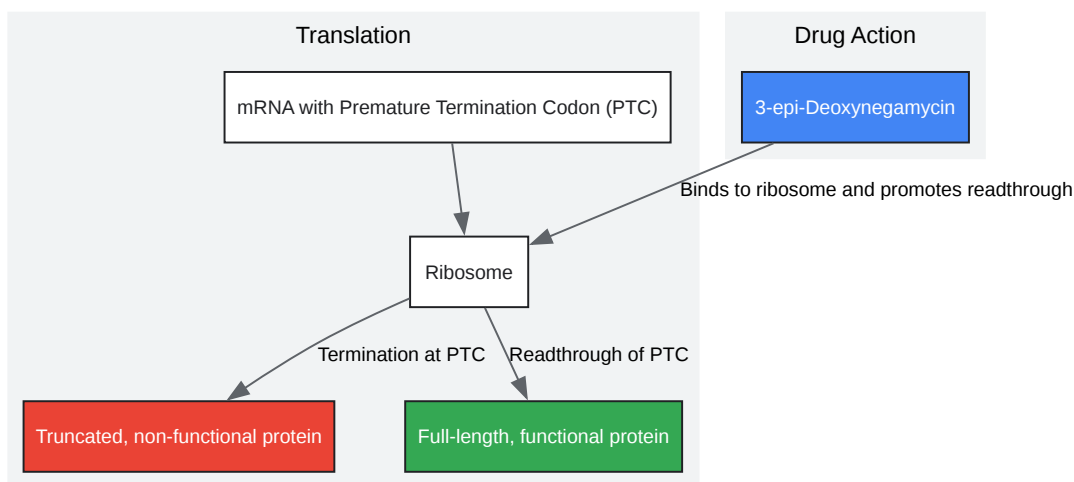 Translation
Drug Action
mRNA with Premature Termination Codon (PTC)
3-epi-Deoxynegamycin
Binds to ribosome and promotes readthrough
Ribosome
Termination at PTC
Readthrough of PTC
Truncated, non-functional protein
Full-length, functional protein